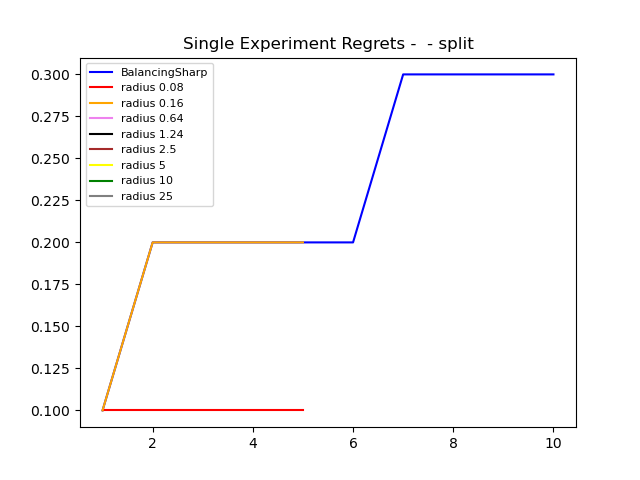 Single Experiment Regrets -  - split
0.300
0.275
0.250
0.225
0.200
0.175
0.150
0.125
0.100
BalancingSharp
radius 0.08
radius 0.16
radius 0.64
radius 1.24
radius 2.5
radius 5
radius 10
radius 25
2 4 6 8 10